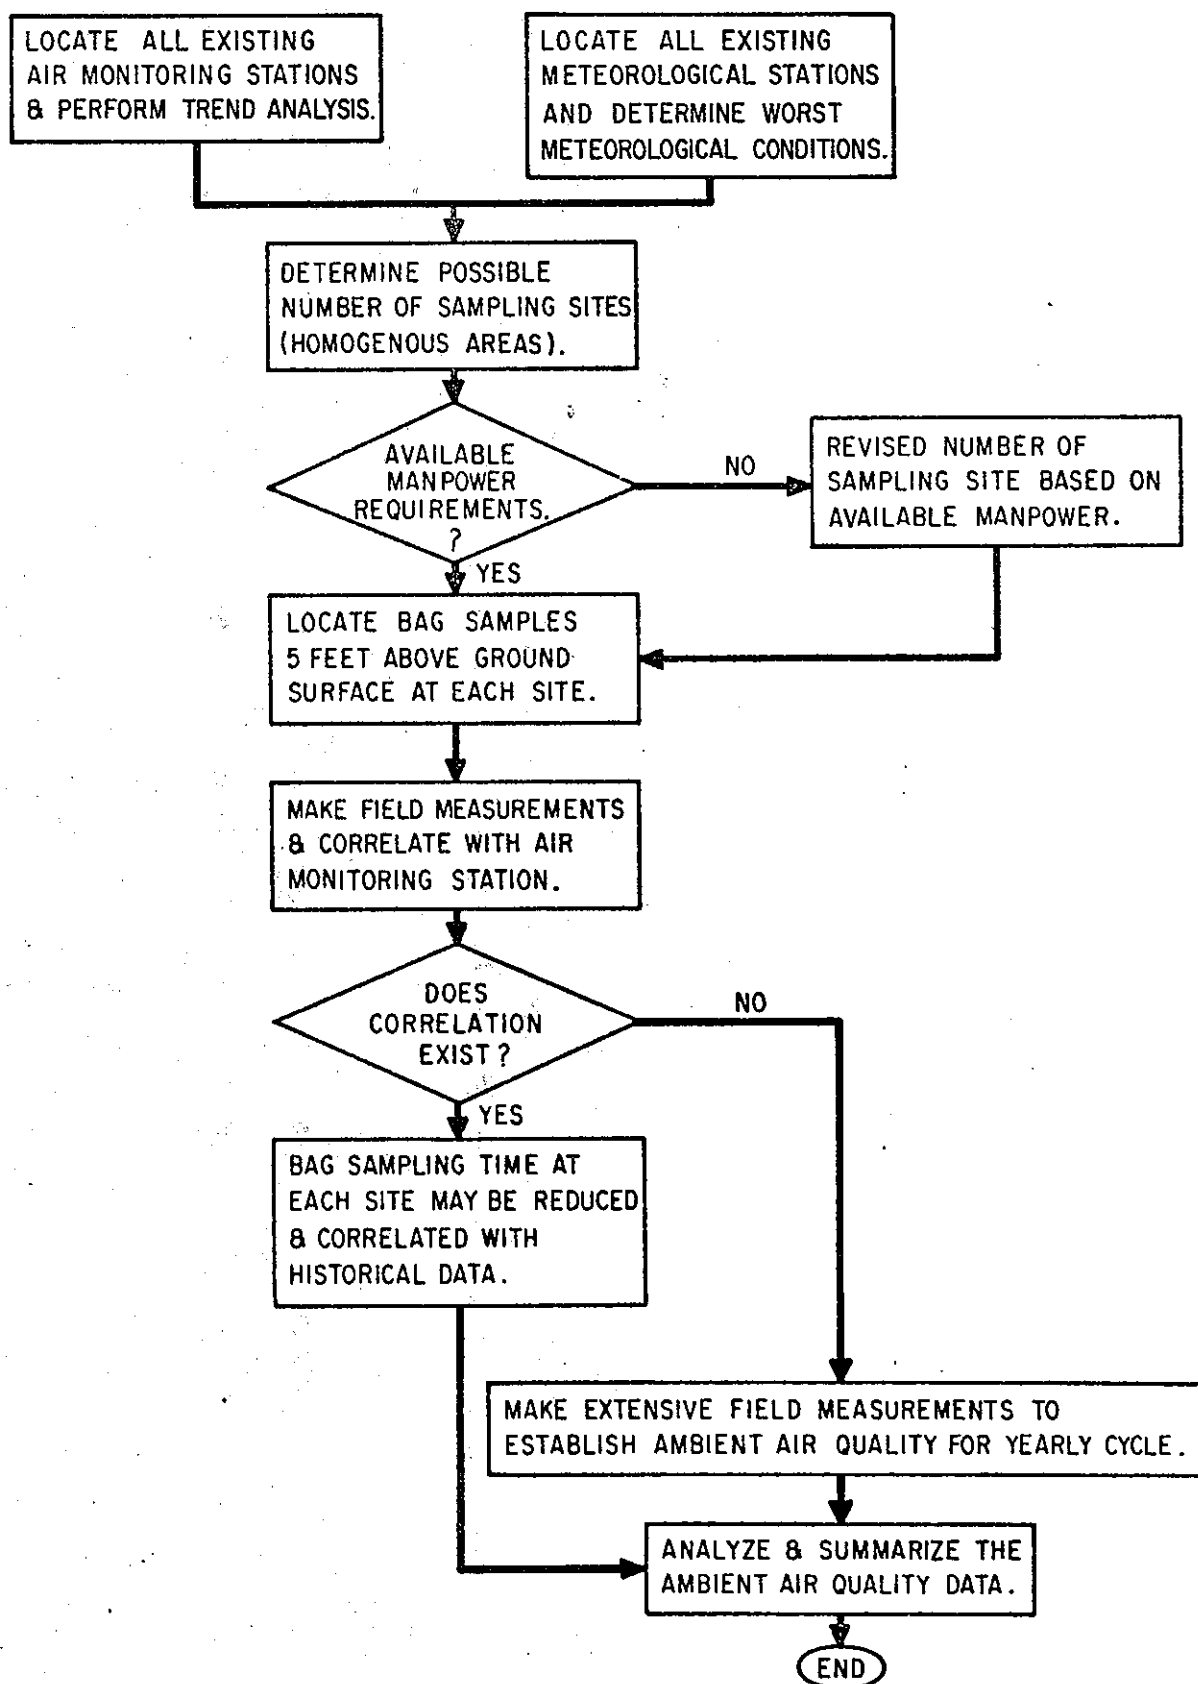 LOCATE ALL EXISTING
AIR MONITORING STATIONS
& PERFORM TREND ANALYSIS.
LOCATE ALL EXISTING
METEOROLOGICAL STATIONS
AND DETERMINE WORST
METEOROLOGICAL CONDITIONS.
DETERMINE POSSIBLE
NUMBER OF SAMPLING SITES
(HOMOGENOUS AREAS).
AVAILABLE
MANPOWER
REQUIREMENTS.
?
NO
REVISED NUMBER OF
SAMPLING SITE BASED ON
AVAILABLE MANPOWER.
YES
LOCATE BAG SAMPLES
5 FEET ABOVE GROUND
SURFACE AT EACH SITE.
MAKE FIELD MEASUREMENTS
& CORRELATE WITH AIR
MONITORING STATION.
DOES
CORRELATION
EXIST?
NO
YES
BAG SAMPLING TIME AT
EACH SITE MAY BE REDUCED
& CORRELATED WITH
HISTORICAL DATA.
MAKE EXTENSIVE FIELD MEASUREMENTS TO
ESTABLISH AMBIENT AIR QUALITY FOR YEARLY CYCLE.
ANALYZE & SUMMARIZE THE
AMBIENT AIR QUALITY DATA.
END